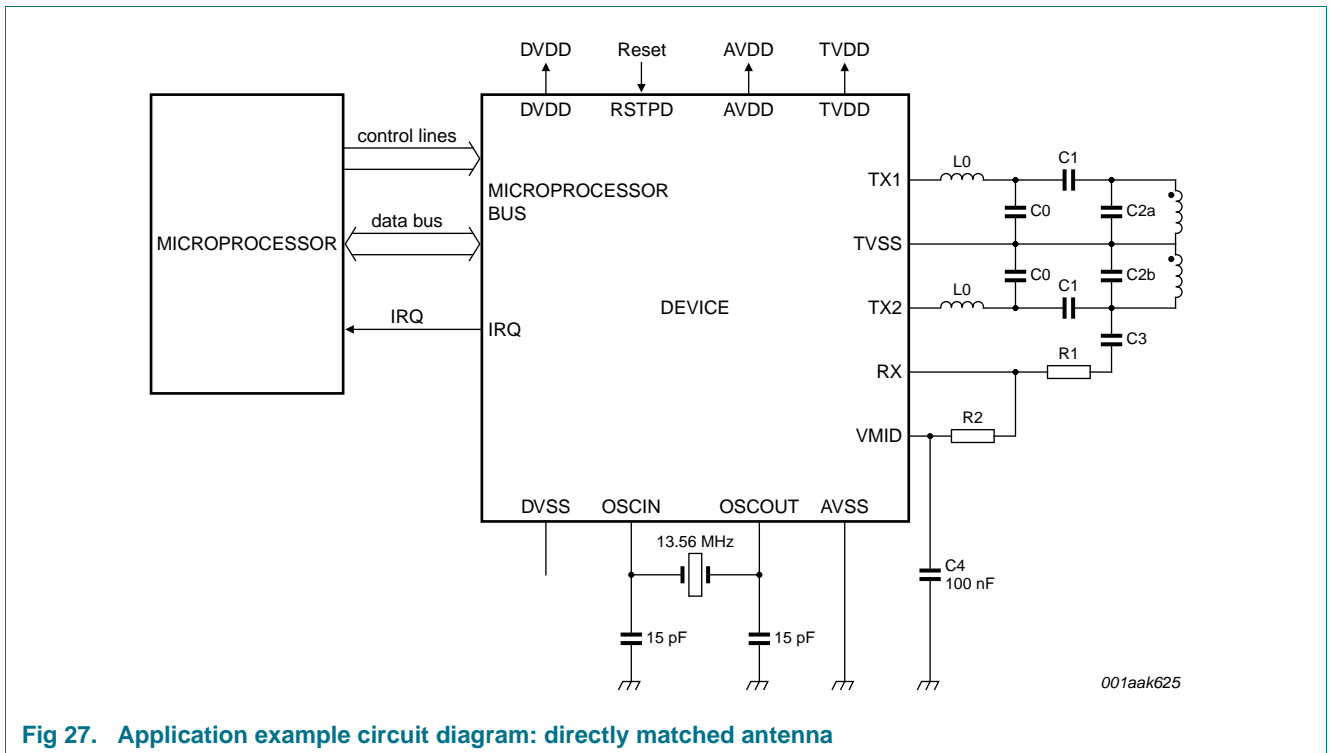 DVDD Reset AVDD TVDD
DVDD RSTPD AVDD TVDD
control lines
L0 C1
TX1
MICROPROCESSOR
BUS
C0 C2a
data bus
MICROPROCESSOR
TVSS
C0 C2b
L0 C1
DEVICE
TX2
IRQ
IRQ
C3
R1
RX
R2
VMID
DVSS OSCIN OSCOUT AVSS
13.56 MHz
C4
100 nF
15 pF 15 pF
001aak625
Fig 27. Application example circuit diagram: directly matched antenna